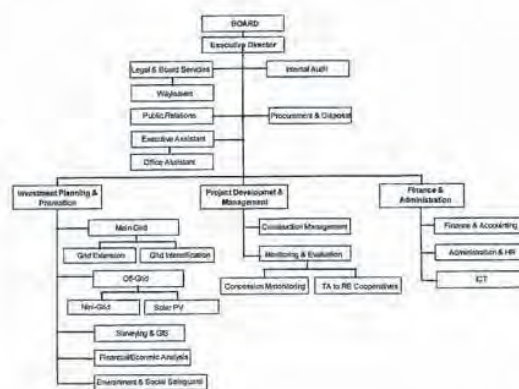 BOARD
Executive Director
Legal & Board Services
Internal Audit
Wayleaves
Public Relations
Procurement & Disposal
Executive Assistant
Office Assistant
Investment Planning &
Promotion
Project Developmet &
Management
Finance &
Administration
Main-Grid
Construction Management
Finance & Accounting
Grid Extension
Grid Intensification
Monitoring & Evaluation
Administration & HR
Off-Grid
Concession Monitoring
TA to RE Cooperatives
ICT
Mini-Grid
Solar PV
Surveying & GIS
Financial/Economic Analysis
Environment & Social Safeguard